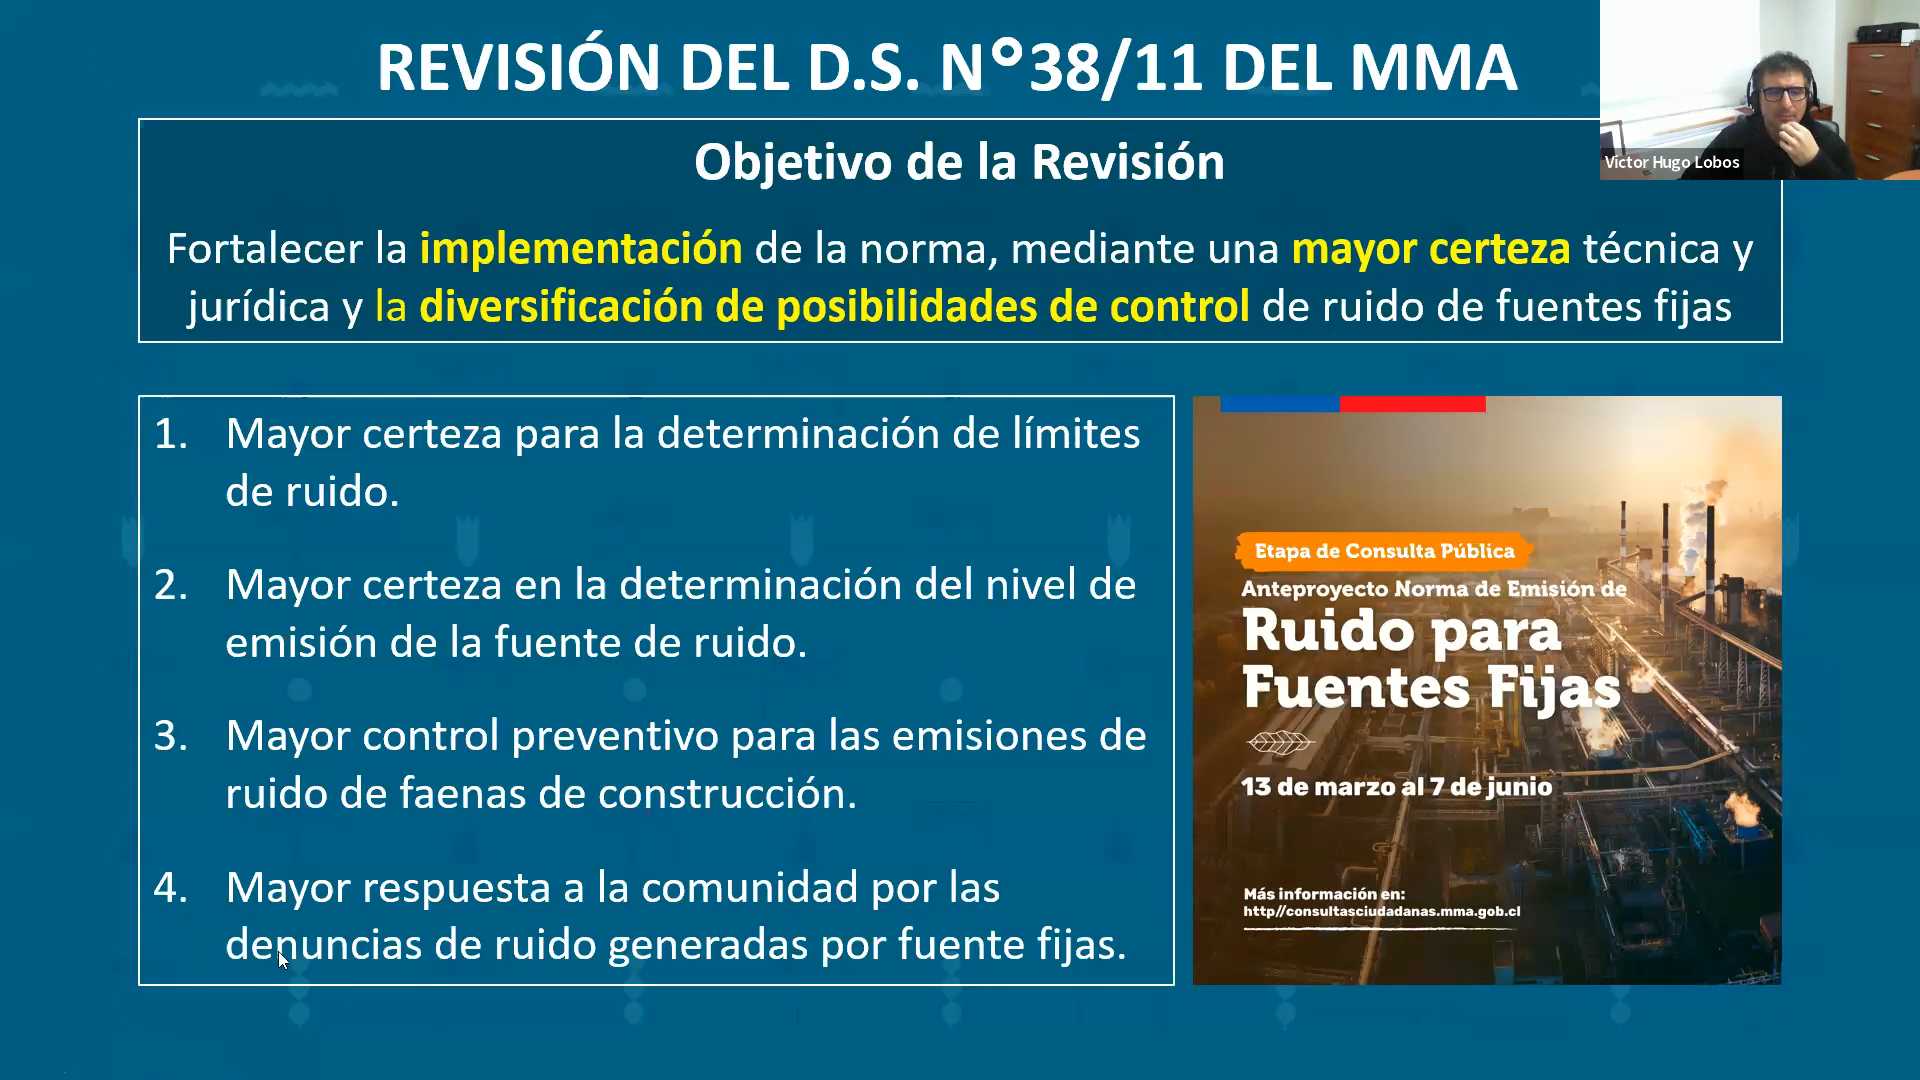 REVISIÓN DEL D.S. N°38/11 DEL MMA
Victor Hugo Lobos
Objetivo de la Revisión
Fortalecer la implementación de la norma, mediante una mayor certeza técnica y
jurídica y la diversificación de posibilidades de control de ruido de fuentes fijas
1. Mayor certeza para la determinación de límites
de ruido.
2. Mayor certeza en la determinación del nivel de
emisión de la fuente de ruido.
3. Mayor control preventivo para las emisiones de
ruido de faenas de construcción.
4. Mayor respuesta a la comunidad por las
denuncias de ruido generadas por fuente fijas.
Etapa de Consulta Pública
Anteproyecto Norma de Emisión de
Ruido para
Fuentes Fijas
13 de marzo al 7 de junio
Más información en:
http//consultasciudadanas.mma.gob.cl